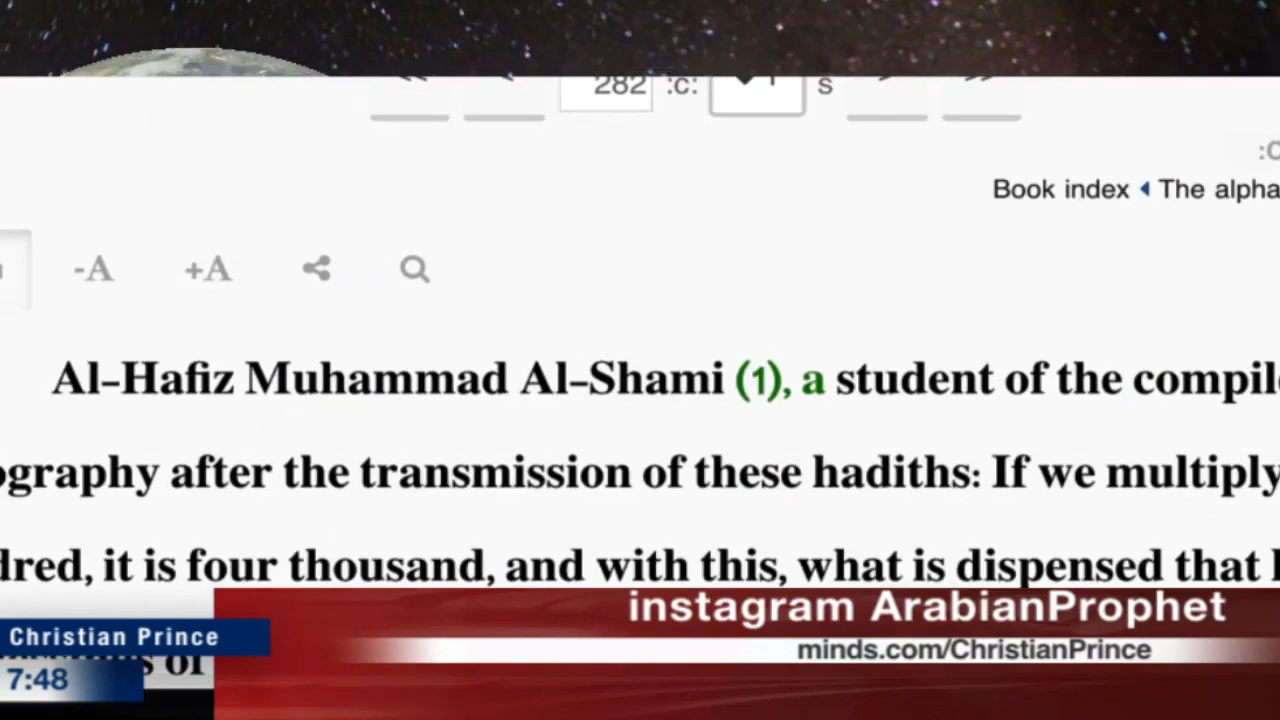 282 :c: 1 s
Book index The alpha
-A +A
Al-Hafiz Muhammad Al-Shami (1), a student of the compil
ography after the transmission of these hadiths: If we multiply
dred, it is four thousand, and with this, what is dispensed that
instagram ArabianProphet
Christian Prince
minds.com/ChristianPrince
s of
7:48